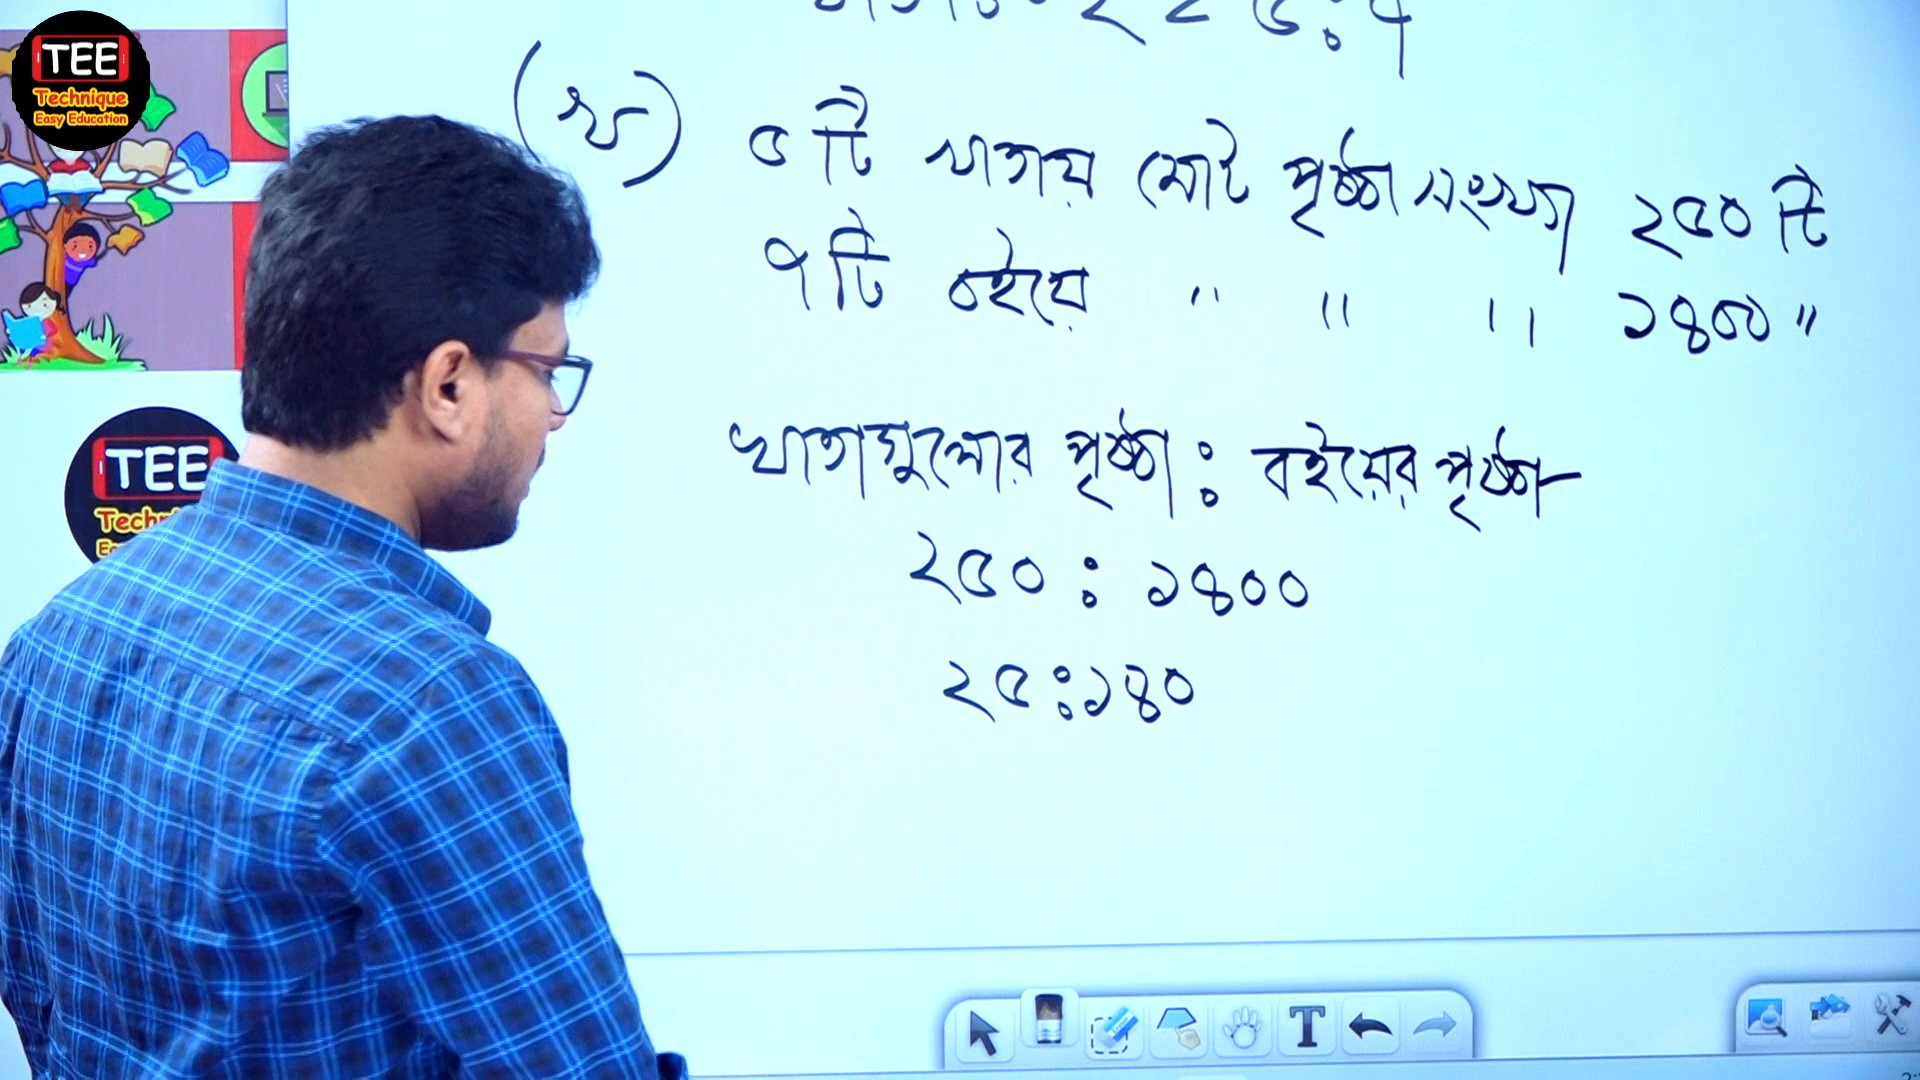 TEE
Technique
Easy Education
TEE
(খ) ৫টি খাতায় মোট পৃষ্ঠা সংখ্যা ২৫০ টি
৭টি বইয়ে " " " ১৪০০ "
খাতাগুলোর পৃষ্ঠা : বইয়ের পৃষ্ঠা
২৫০ : ১৪০০
২৫ : ১৪০
T